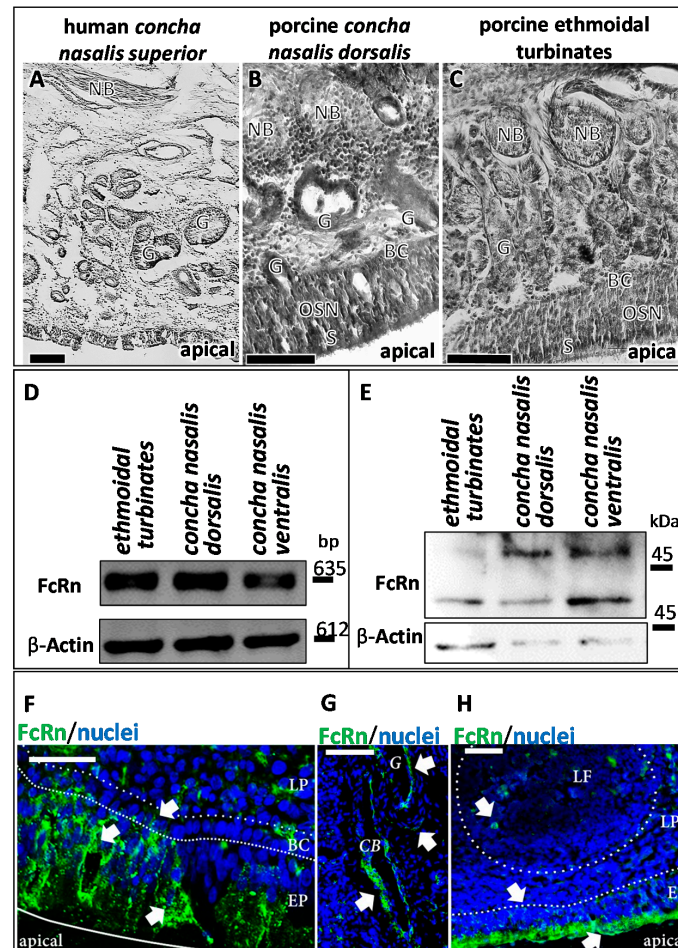 human concha
nasalis superior
porcine concha
nasalis dorsalis
porcine ethmoidal
turbinates
A
NB
G
G
apical
B
NB
NB
G
G
BC
G
OSN
S
apical
C
NB
NB
G
BC
OSN
S
apica
D
ethmoidal
turbinates
concha nasalis
dorsalis
concha nasalis
ventralis
bp
FcRn
635
β-Actin
612
E
ethmoidal
turbinates
concha nasalis
dorsalis
concha nasalis
ventralis
kDa
FcRn
45
β-Actin
45
F
FcRn/nuclei
LP
BC
EP
apical
G
FcRn/nuclei
G
CB
H
FcRn/nuclei
LF
LP
E
apical